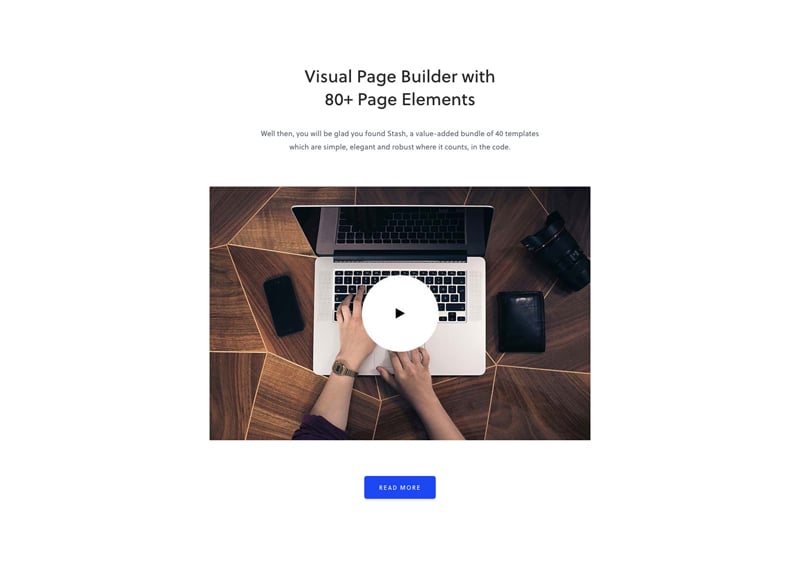 Visual Page Builder with
80+ Page Elements
Well then, you will be glad you found Stash, a value-added bundle of 40 templates
which are simple, elegant and robust where it counts, in the code.
READ MORE